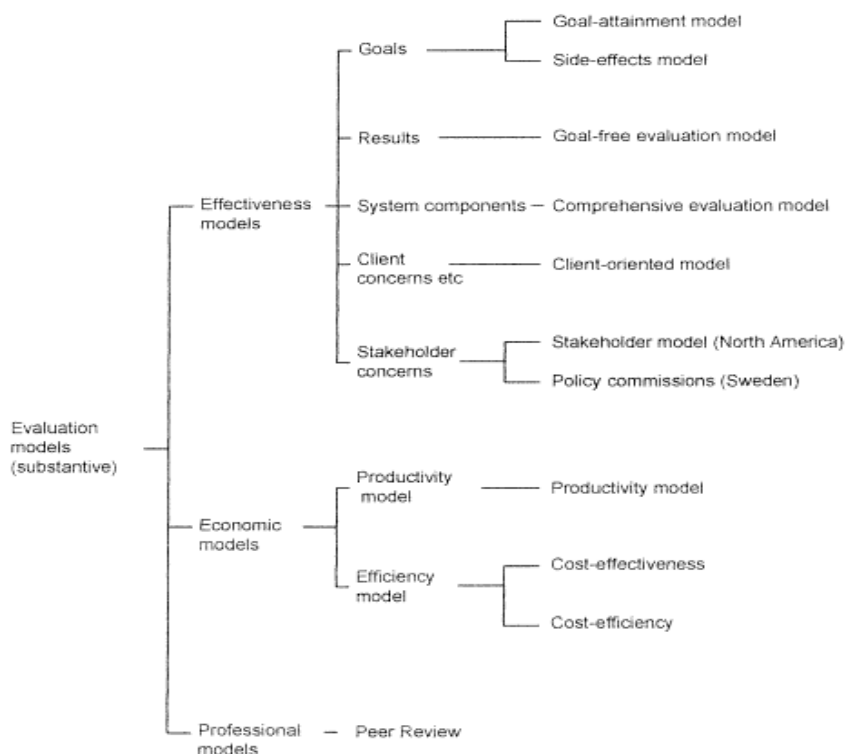 Goals
Goal-attainment model
Side-effects model
Results
Goal-free evaluation model
Effectiveness
models
System components
Comprehensive evaluation model
Client
concerns etc
Client-oriented model
Stakeholder
concerns
Stakeholder model (North America)
Policy commissions (Sweden)
Evaluation
models
(substantive)
Economic
models
Productivity
model
Productivity model
Efficiency
model
Cost-effectiveness
Cost-efficiency
Professional
models
Peer Review